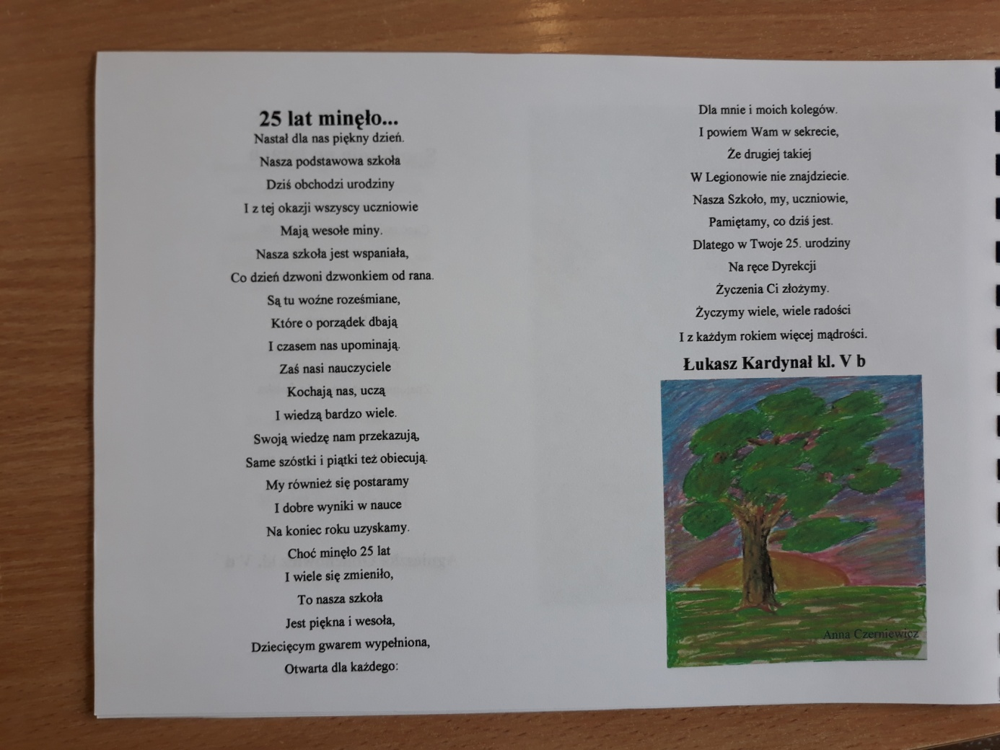 25 lat minęło...
Nastał dla nas piękny dzień.
Nasza podstawowa szkoła
Dziś obchodzi urodziny
I z tej okazji wszyscy uczniowie
Mają wesołe miny.
Nasza szkoła jest wspaniała,
Co dzień dzwoni dzwonkiem od rana.
Są tu woźne roześmiane,
Które o porządek dbają
I czasem nas upominają.
Zaś nasi nauczyciele
Kochają nas, uczą
I wiedzą bardzo wiele.
Swoją wiedzę nam przekazują,
Same szóstki i piątki też obiecują.
My również się postaramy
I dobre wyniki w nauce
Na koniec roku uzyskamy.
Choć minęło 25 lat
I wiele się zmieniło,
To nasza szkoła
Jest piękna i wesoła,
Dziecięcym gwarem wypełniona,
Otwarta dla każdego:
Dla mnie i moich kolegów.
I powiem Wam w sekrecie,
Że drugiej takiej
W Legionowie nie znajdziecie.
Nasza Szkoło, my, uczniowie,
Pamiętamy, co dziś jest.
Dlatego w Twoje 25. urodziny
Na ręce Dyrekcji
Życzenia Ci złożymy.
Życzymy wiele, wiele radości
I z każdym rokiem więcej mądrości.
Łukasz Kardynał kl. V b
Anna Czerniewicz